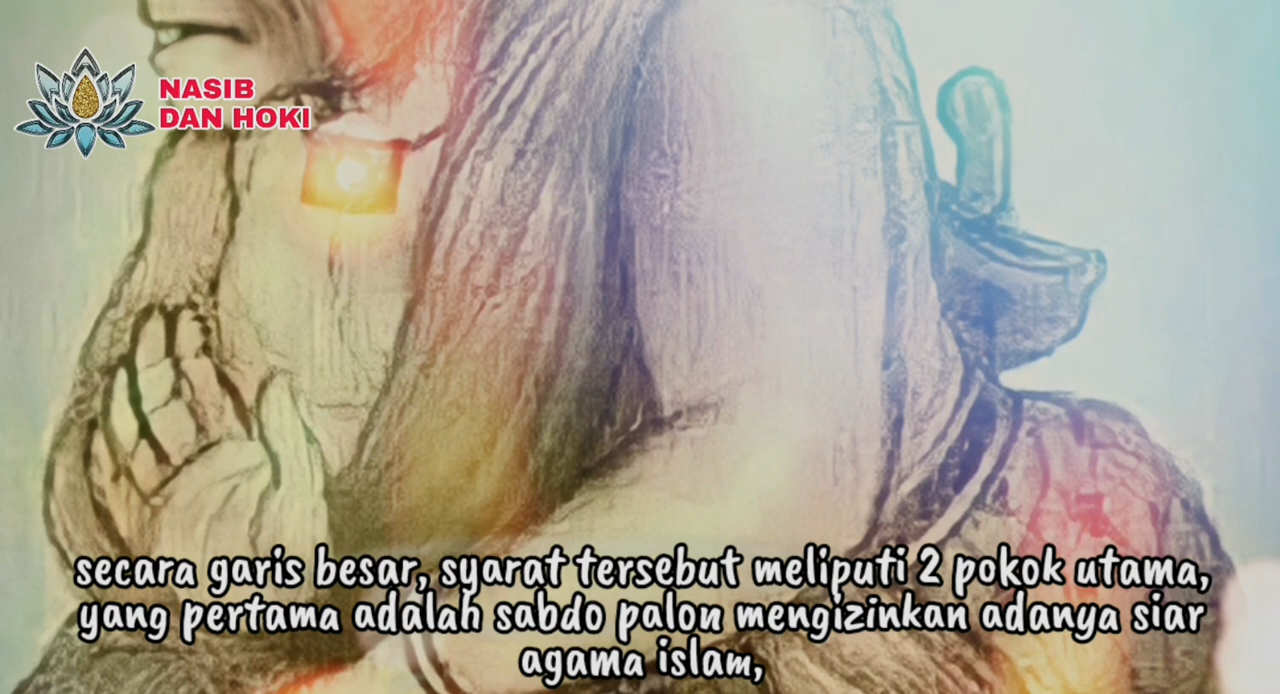 NASIB
DAN HOKI
secara garis besar, syarat tersebut meliputi 2 pokok utama,
yang pertama adalah sabdo palon mengizinkan adanya siar
agama islam,